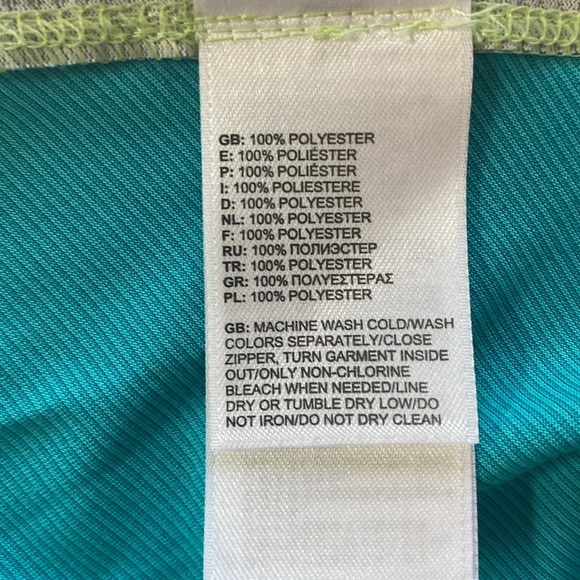 GB: 100% POLYESTER
E: 100% POLIÉSTER
P: 100% POLIÉSTER
I: 100% POLIESTERE
D: 100% POLYESTER
NL: 100% POLYESTER
F: 100% POLYESTER
RU: 100% ПОЛИЭСТЕР
TR: 100% POLYESTER
GR: 100% ΠΟΛΥΕΣΤΕΡΑΣ
PL: 100% POLYESTER
GB: MACHINE WASH COLD/WASH
COLORS SEPARATELY/CLOSE
ZIPPER, TURN GARMENT INSIDE
OUT/ONLY NON-CHLORINE
BLEACH WHEN NEEDED/LINE
DRY OR TUMBLE DRY LOW/DO
NOT IRON/DO NOT DRY CLEAN